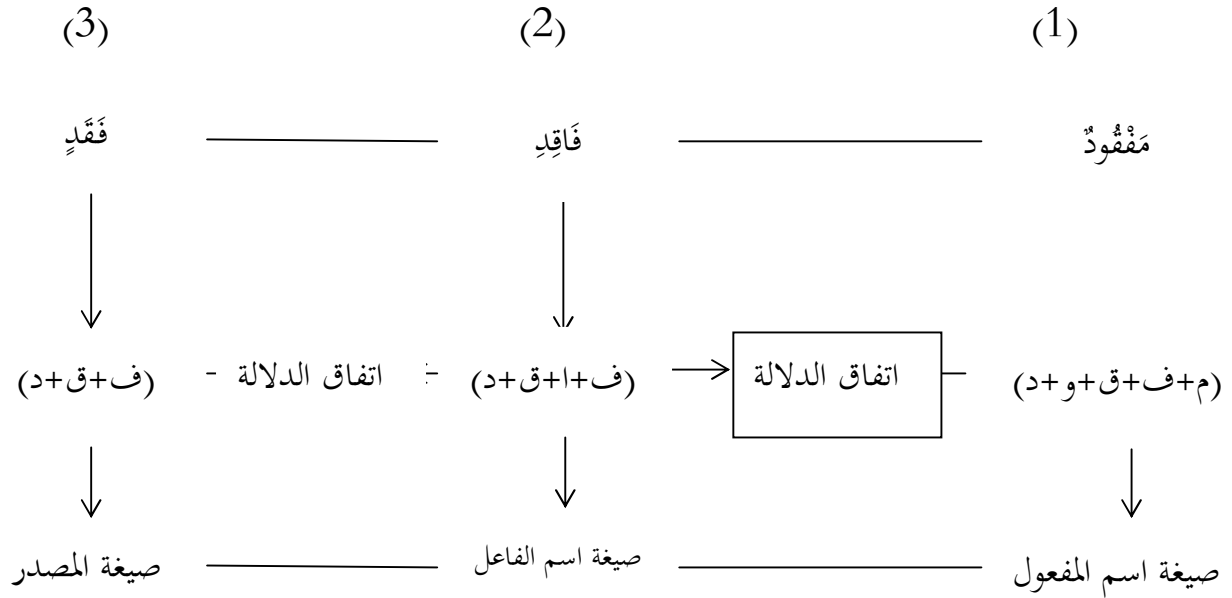 (1) (2) (3)
مَفْقُودٌ فَاقِدِ فَقَدٍ
(م+ف+ق+و+د) اتفاق الدلالة (ف+ا+ق+د) اتفاق الدلالة (ف+ق+د)
صيغة اسم المفعول صيغة اسم الفاعل صيغة المصدر